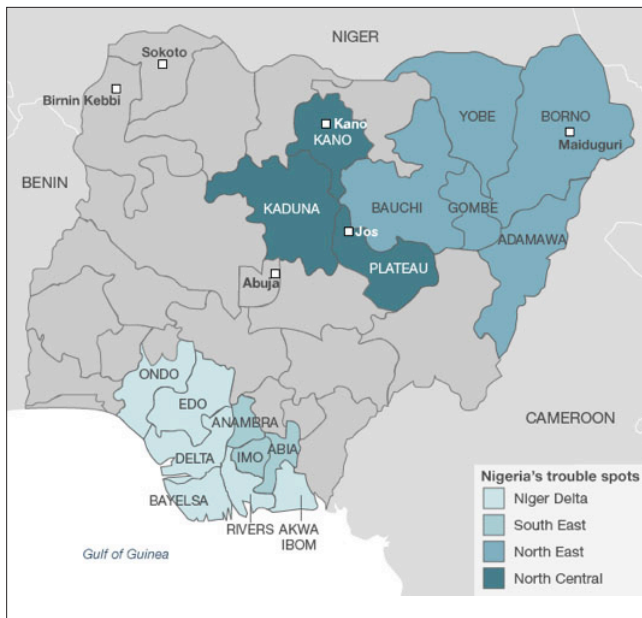 NIGER
Sokoto
Birnin Kebbi
Kano
KANO
YOBE
BORNO
Maiduguri
BENIN
KADUNA
BAUCHI
GOMBE
Jos
ADAMAWA
PLATEAU
Abuja
ONDO
EDO
ANAMBRA
CAMEROON
IMO
ABIA
DELTA
BAYELSA
RIVERS
AKWA
IBOM
Gulf of Guinea
Nigeria's trouble spots
Niger Delta
South East
North East
North Central